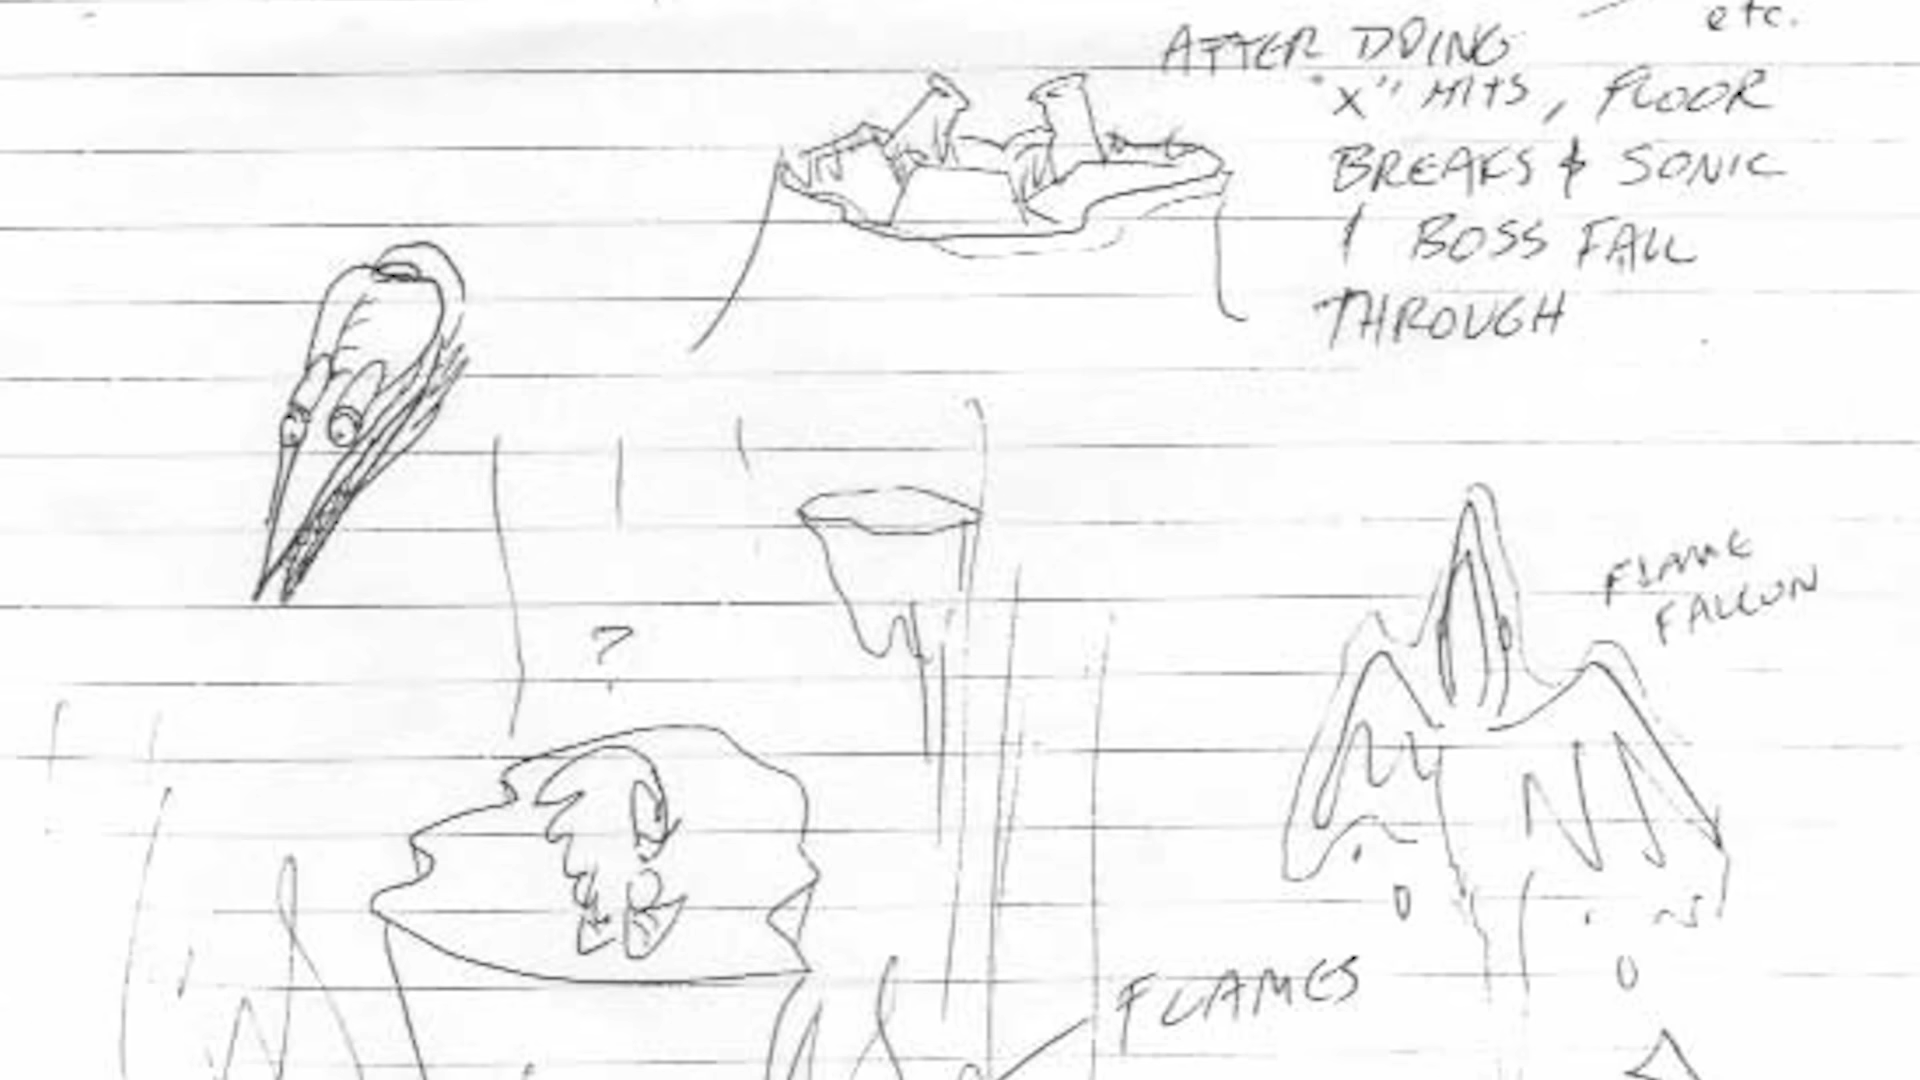 etc.
AFTER DOING
"X" HITS, FLOOR
BREAKS & SONIC
& BOSS FALL
THROUGH
FLAME
FALCON
?
FLAMES